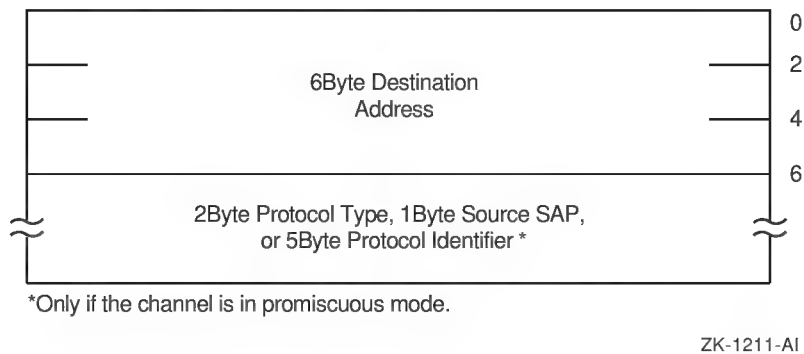 0
2
6Byte Destination
Address
4
6
2Byte Protocol Type, 1Byte Source SAP,
or 5Byte Protocol Identifier *
*Only if the channel is in promiscuous mode.
ZK-1211-AI